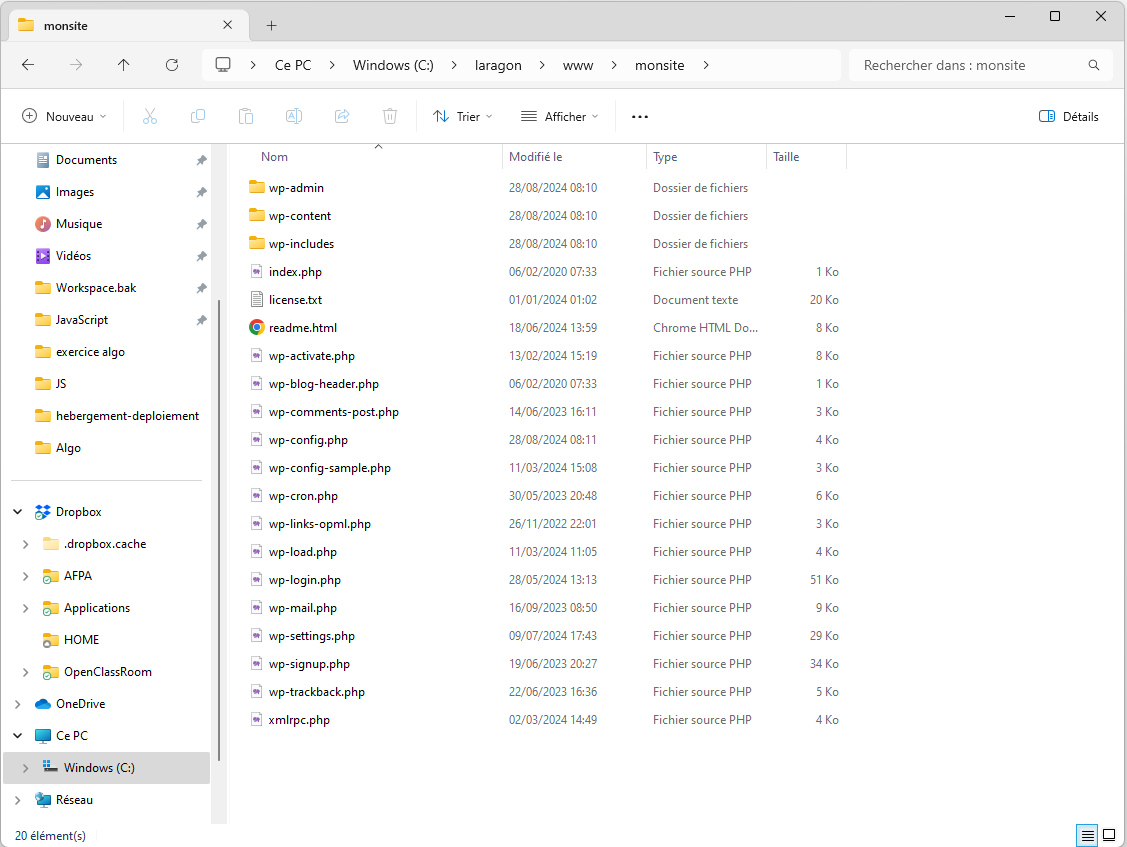 monsite
Ce PC > Windows (C:) > laragon > www > monsite >
Rechercher dans : monsite
Nouveau
Trier
Afficher
Détails
Documents
Images
Musique
Vidéos
Workspace.bak
JavaScript
exercice algo
JS
hebergement-deploiement
Algo
Dropbox
.dropbox.cache
AFPA
Applications
HOME
OpenClassRoom
OneDrive
Ce PC
Windows (C:)
Réseau
Nom Modifié le Type Taille
wp-admin 28/08/2024 08:10 Dossier de fichiers
wp-content 28/08/2024 08:10 Dossier de fichiers
wp-includes 28/08/2024 08:10 Dossier de fichiers
index.php 06/02/2020 07:33 Fichier source PHP 1 Ko
license.txt 01/01/2024 01:02 Document texte 20 Ko
readme.html 18/06/2024 13:59 Chrome HTML Do... 8 Ko
wp-activate.php 13/02/2024 15:19 Fichier source PHP 8 Ko
wp-blog-header.php 06/02/2020 07:33 Fichier source PHP 1 Ko
wp-comments-post.php 14/06/2023 16:11 Fichier source PHP 3 Ko
wp-config.php 28/08/2024 08:11 Fichier source PHP 4 Ko
wp-config-sample.php 11/03/2024 15:08 Fichier source PHP 3 Ko
wp-cron.php 30/05/2023 20:48 Fichier source PHP 6 Ko
wp-links-opml.php 26/11/2022 22:01 Fichier source PHP 3 Ko
wp-load.php 11/03/2024 11:05 Fichier source PHP 4 Ko
wp-login.php 28/05/2024 13:13 Fichier source PHP 51 Ko
wp-mail.php 16/09/2023 08:50 Fichier source PHP 9 Ko
wp-settings.php 09/07/2024 17:43 Fichier source PHP 29 Ko
wp-signup.php 19/06/2023 20:27 Fichier source PHP 34 Ko
wp-trackback.php 22/06/2023 16:36 Fichier source PHP 5 Ko
xmlrpc.php 02/03/2024 14:49 Fichier source PHP 4 Ko
20 élément(s)